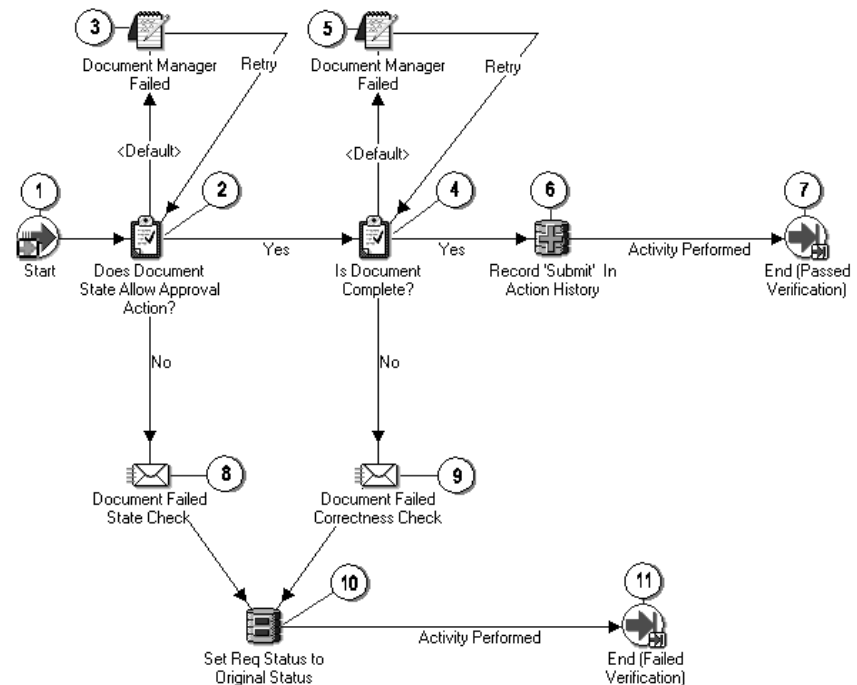 3
Document Manager
Failed
Retry
5
Document Manager
Failed
Retry
<Default>
<Default>
1
Start
2
Does Document
State Allow Approval
Action?
Yes
4
Is Document
Complete?
Yes
6
Record 'Submit' In
Action History
Activity Performed
7
End (Passed
Verification)
No
No
8
Document Failed
State Check
9
Document Failed
Correctness Check
10
Set Req Status to
Original Status
Activity Performed
11
End (Failed
Verification)